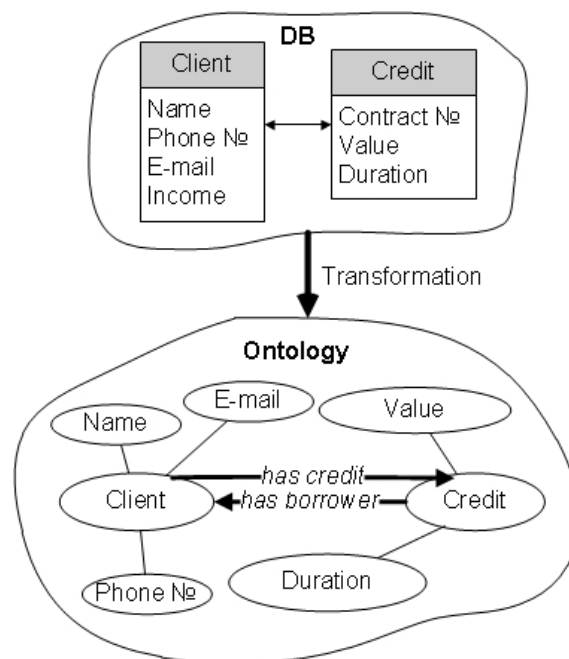 DB
Client
Credit
Name
Phone №
E-mail
Income
Contract №
Value
Duration
Transformation
Ontology
E-mail
Name
Value
has credit
Client
has borrower
Credit
Duration
Phone №